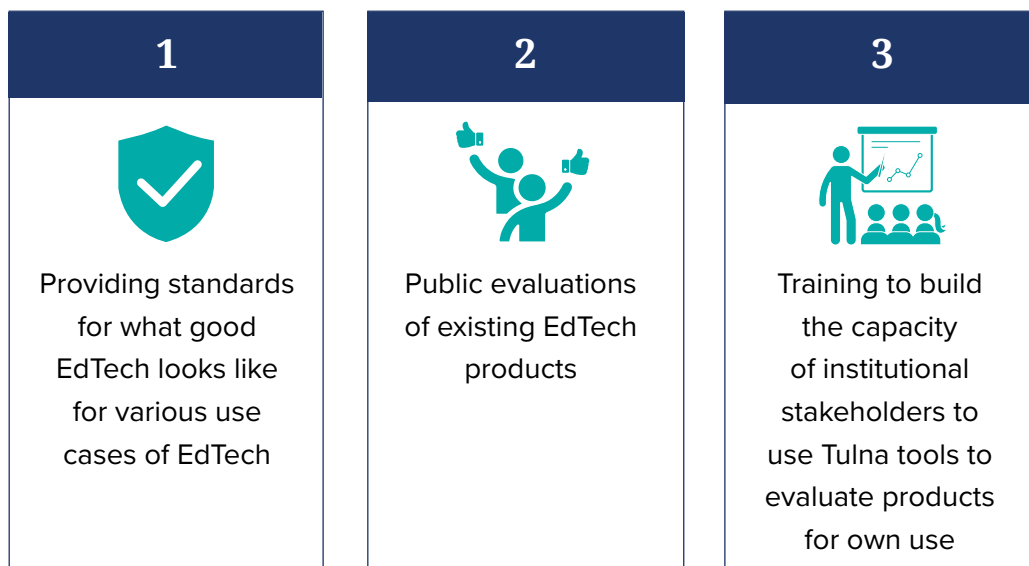 1
Providing standards
for what good
EdTech looks like
for various use
cases of EdTech
2
Public evaluations
of existing EdTech
products
3
Training to build
the capacity
of institutional
stakeholders to
use Tulna tools to
evaluate products
for own use